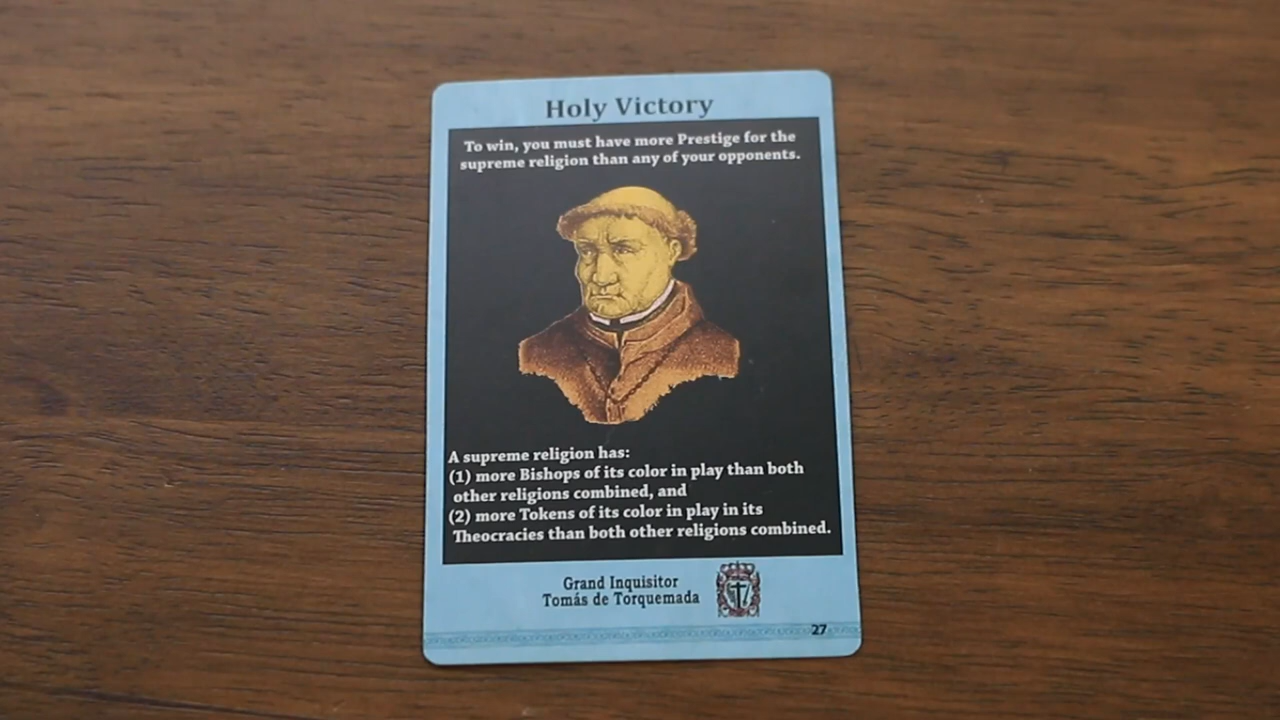 Holy Victory
To win, you must have more Prestige for the
supreme religion than any of your opponents.
A supreme religion has:
(1) more Bishops of its color in play than both
other religions combined, and
(2) more Tokens of its color in play in its
Theocracies than both other religions combined.
Grand Inquisitor
Tomás de Torquemada
27